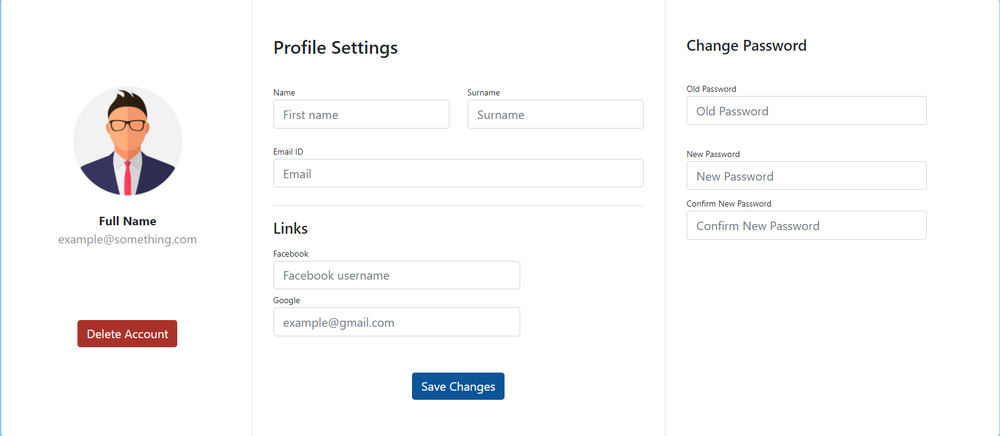 Full Name
example@something.com
Delete Account
Profile Settings
Name
First name
Surname
Surname
Email ID
Email
Links
Facebook
Facebook username
Google
example@gmail.com
Save Changes
Change Password
Old Password
Old Password
New Password
New Password
Confirm New Password
Confirm New Password